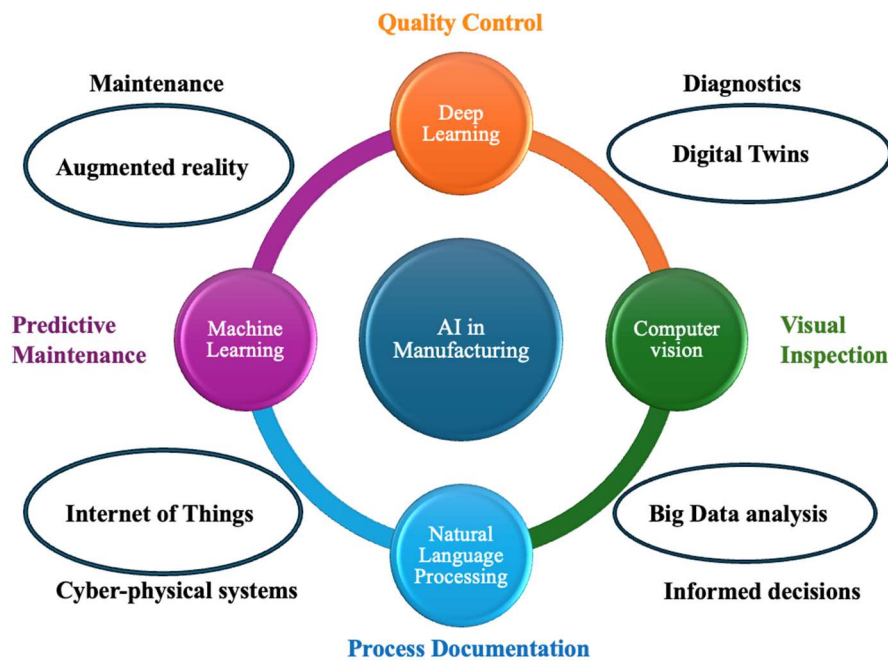 Quality Control
Maintenance
Diagnostics
Deep
Learning
Augmented reality
Digital Twins
Predictive
Maintenance
Machine
Learning
AI in
Manufacturing
Computer
vision
Visual
Inspection
Internet of Things
Natural
Language
Processing
Big Data analysis
Cyber-physical systems
Informed decisions
Process Documentation